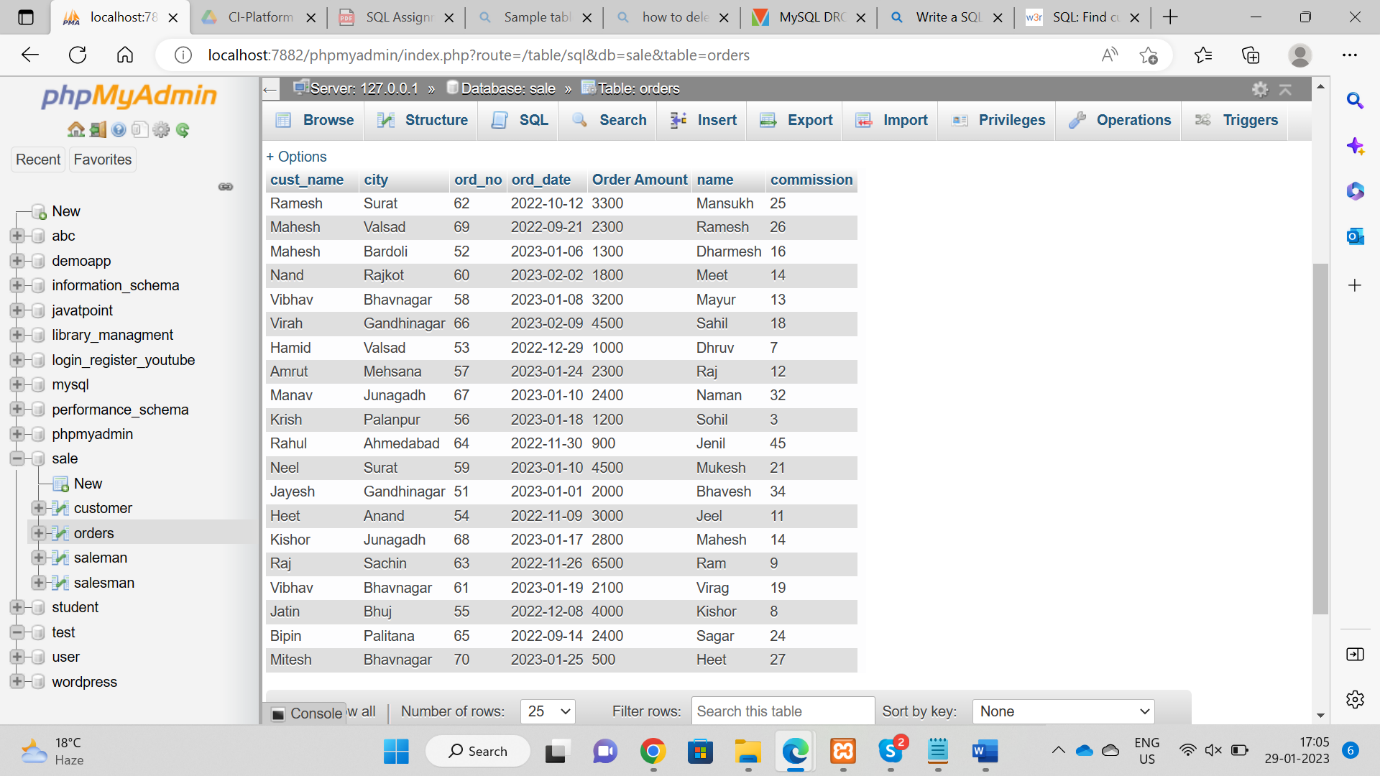 localhost:78
CI-Platform
SQL Assign
Sample tabl
how to dele
MySQL DRO
Write a SQL
w3r SQL: Find cu
localhost:7882/phpmyadmin/index.php?route=/table/sql&db=sale&table=orders
phpMyAdmin
Recent Favorites
New
abc
demoapp
information_schema
javatpoint
library_managment
login_register_youtube
mysql
performance_schema
phpmyadmin
sale
New
customer
orders
saleman
salesman
student
test
user
wordpress
Server: 127.0.0.1 » Database: sale » Table: orders
Browse Structure SQL Search Insert Export Import Privileges Operations Triggers
+ Options
cust_name city ord_no ord_date Order Amount name commission
Ramesh Surat 62 2022-10-12 3300 Mansukh 25
Mahesh Valsad 69 2022-09-21 2300 Ramesh 26
Mahesh Bardoli 52 2023-01-06 1300 Dharmesh 16
Nand Rajkot 60 2023-02-02 1800 Meet 14
Vibhav Bhavnagar 58 2023-01-08 3200 Mayur 13
Virah Gandhinagar 66 2023-02-09 4500 Sahil 18
Hamid Valsad 53 2022-12-29 1000 Dhruv 7
Amrut Mehsana 57 2023-01-24 2300 Raj 12
Manav Junagadh 67 2023-01-10 2400 Naman 32
Krish Palanpur 56 2023-01-18 1200 Sohil 3
Rahul Ahmedabad 64 2022-11-30 900 Jenil 45
Neel Surat 59 2023-01-10 4500 Mukesh 21
Jayesh Gandhinagar 51 2023-01-01 2000 Bhavesh 34
Heet Anand 54 2022-11-09 3000 Jeel 11
Kishor Junagadh 68 2023-01-17 2800 Mahesh 14
Raj Sachin 63 2022-11-26 6500 Ram 9
Vibhav Bhavnagar 61 2023-01-19 2100 Virag 19
Jatin Bhuj 55 2022-12-08 4000 Kishor 8
Bipin Palitana 65 2022-09-14 2400 Sagar 24
Mitesh Bhavnagar 70 2023-01-25 500 Heet 27
Console w all Number of rows: 25 Filter rows: Search this table Sort by key: None
18°C
Haze
Search
2
ENG
US
17:05
29-01-2023
6